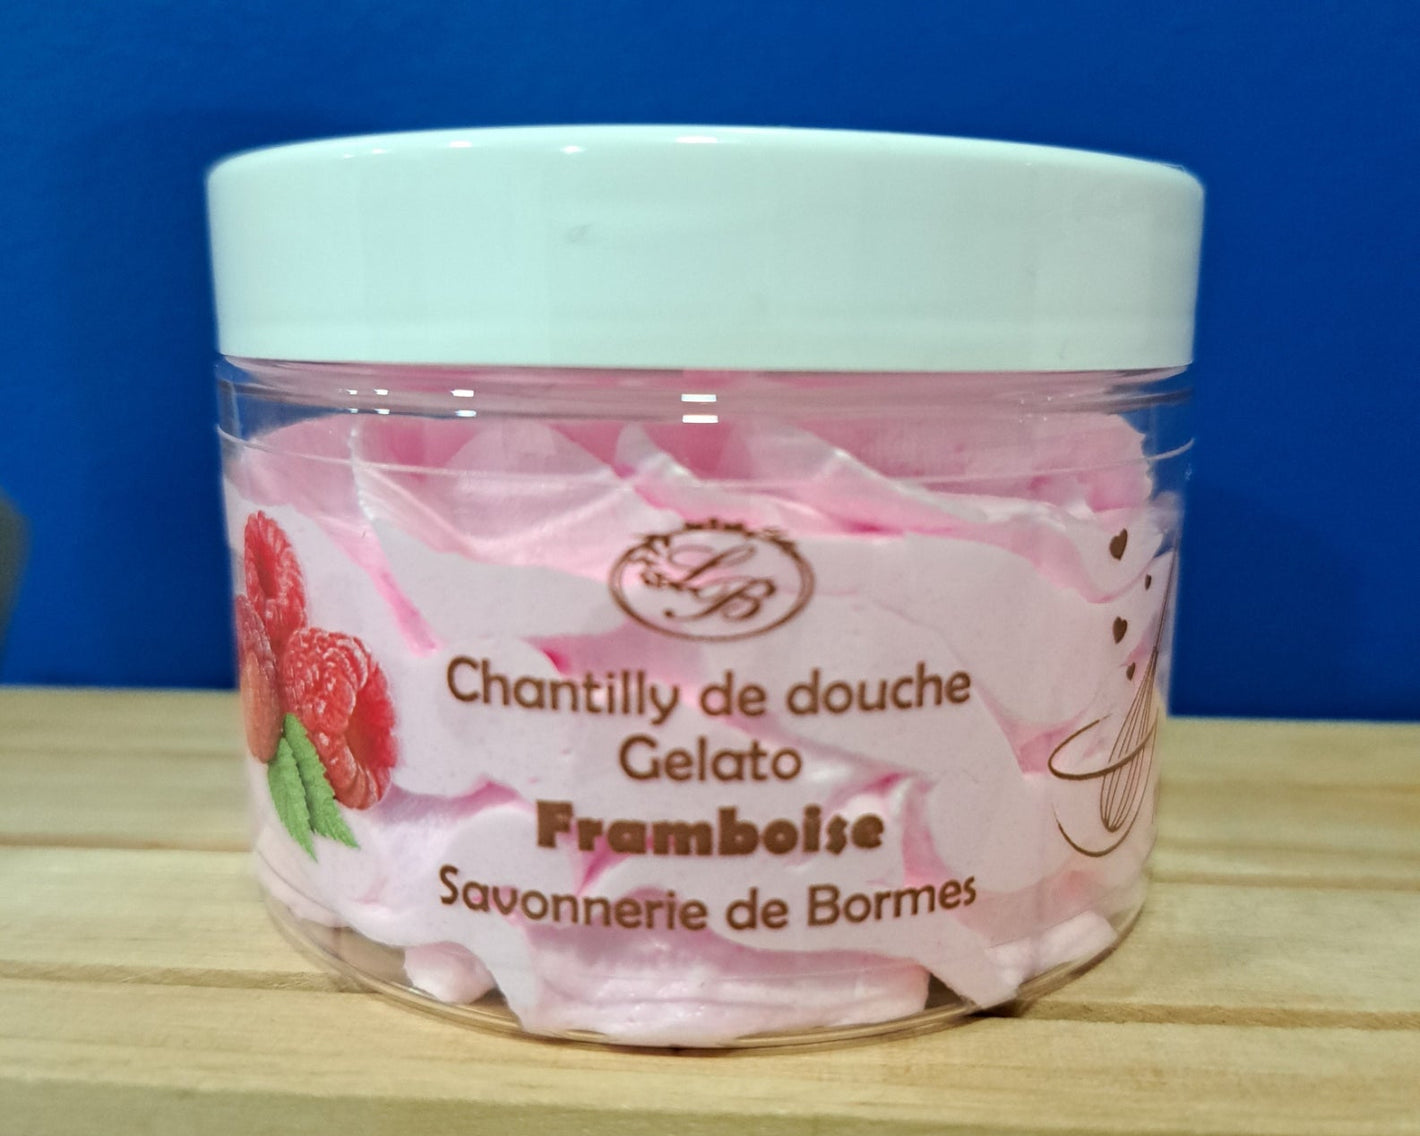 LB
Chantilly de douche
Gelato
Framboise
Savonnerie de Bormes